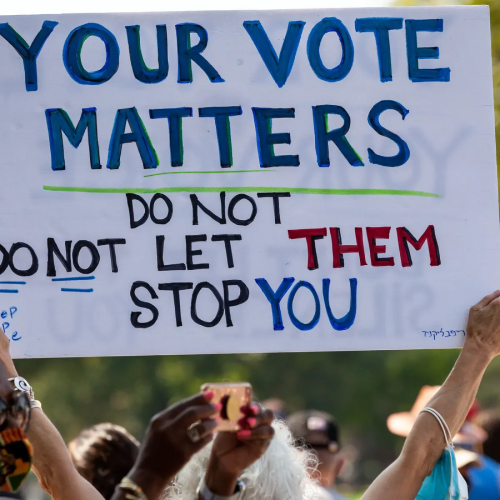 YOUR VOTE
MATTERS
DO NOT
DO NOT LET THEM
STOP YOU